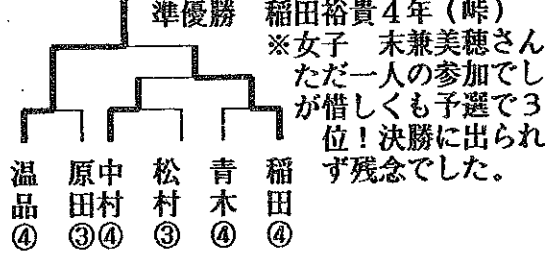 準優勝　稲田裕貴4年（峠）
※女子　末兼美穂さん
ただ一人の参加でし
が惜しくも予選で3
位！決勝に出られ
ず残念でした。
温品④
原田③
中村④
松村③
青木④
稲田④